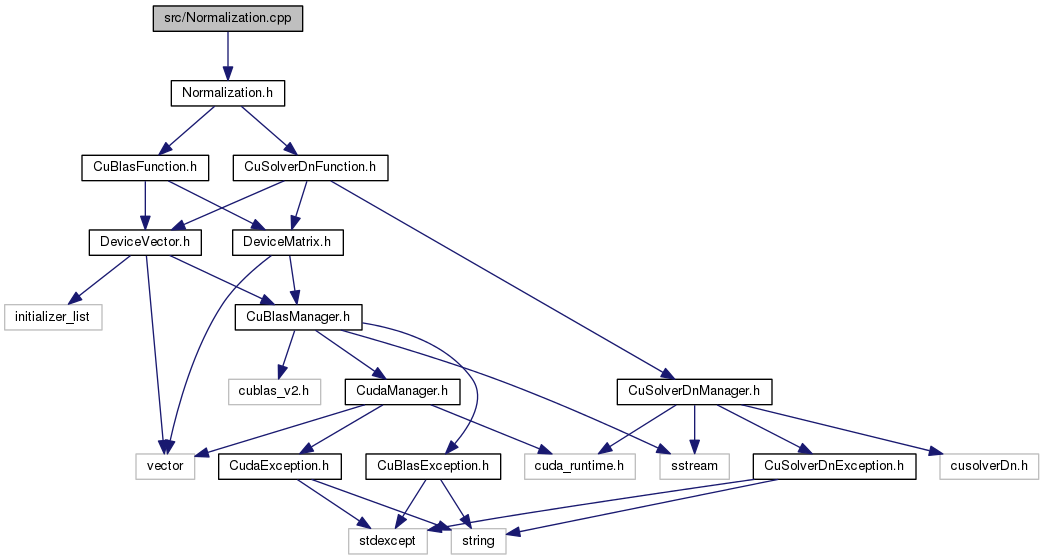 src/Normalization.cpp
Normalization.h
CuBlasFunction.h
CuSolverDnFunction.h
DeviceVector.h
DeviceMatrix.h
initializer_list
CuBlasManager.h
cublas_v2.h
CudaManager.h
CuSolverDnManager.h
vector
CudaException.h
CuBlasException.h
cuda_runtime.h
sstream
CuSolverDnException.h
cusolverDn.h
stdexcept
string